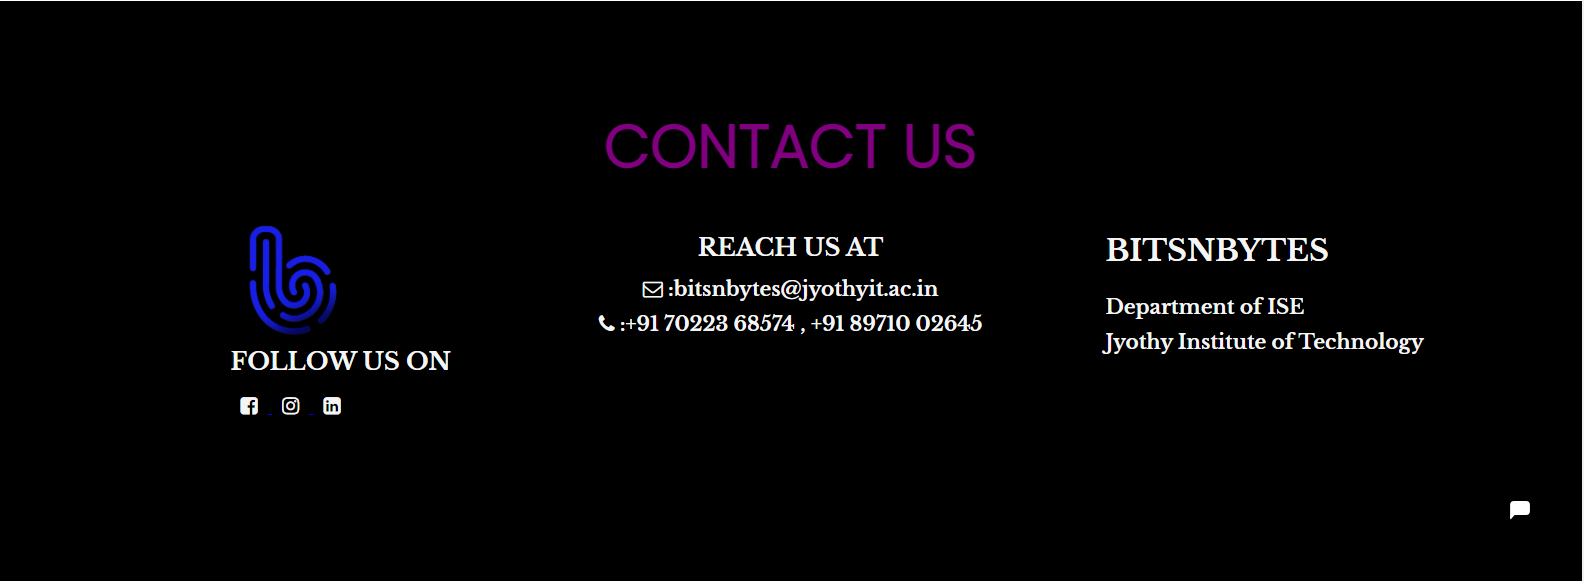 CONTACT US
FOLLOW US ON
REACH US AT
:bitsnbytes@jyothyit.ac.in
:+91 70223 68574 , +91 89710 02645
BITSNBYTES
Department of ISE
Jyothy Institute of Technology